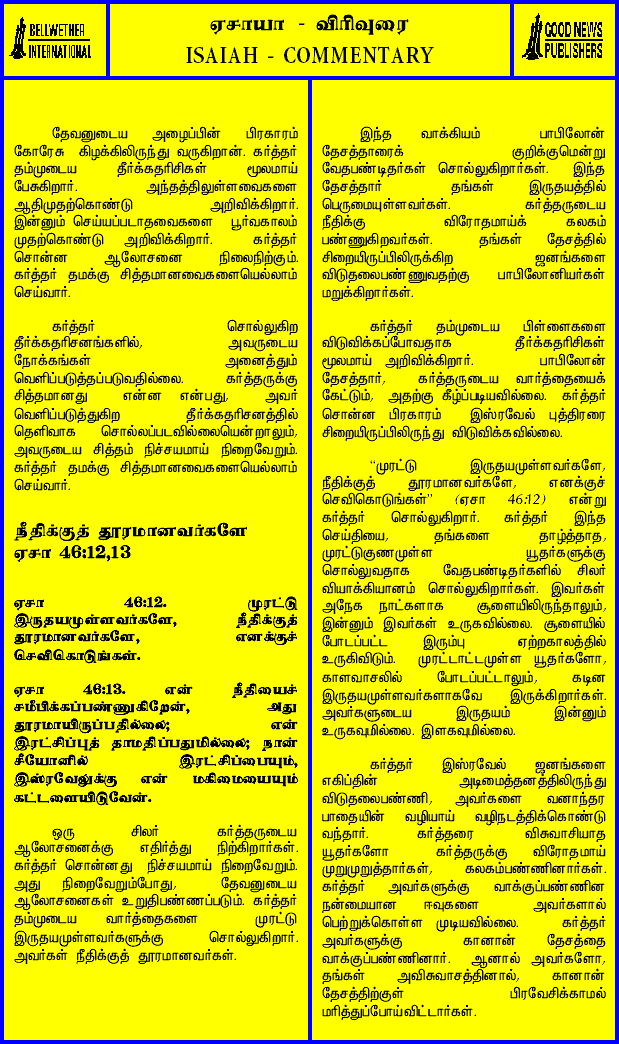 BELLWETHER
INTERNATIONAL
ஏசாயா - விரிவுரை
ISAIAH - COMMENTARY
GOOD NEWS
PUBLISHERS
தேவனுடைய அழைப்பின் பிரகாரம்
கோரேசு கிழக்கிலிருந்து வருகிறான். கர்த்தர்
தம்முடைய தீர்க்கதரிசிகள் மூலமாய்
பேசுகிறார். அந்தத்திலுள்ளவைகளை
ஆதிமுதற்கொண்டு அறிவிக்கிறார்.
இன்னும் செய்யப்படாதவைகளை பூர்வகாலம்
முதற்கொண்டு அறிவிக்கிறார். கர்த்தர்
சொன்ன ஆலோசனை நிலைநிற்கும்.
கர்த்தர் தமக்கு சித்தமானவைகளையெல்லாம்
செய்வார்.
கர்த்தர் சொல்லுகிற
தீர்க்கதரிசனங்களில், அவருடைய
நோக்கங்கள் அனைத்தும்
வெளிப்படுத்தப்படுவதில்லை. கர்த்தருக்கு
சித்தமானது என்ன என்பது, அவர்
வெளிப்படுத்துகிற தீர்க்கதரிசனத்தில்
தெளிவாக சொல்லப்படவில்லையென்றாலும்,
அவருடைய சித்தம் நிச்சயமாய் நிறைவேறும்.
கர்த்தர் தமக்கு சித்தமானவைகளையெல்லாம்
செய்வார்.
நீதிக்குத் தூரமானவர்களே
ஏசா 46:12,13
ஏசா 46:12. முரட்டு
இருதயமுள்ளவர்களே, நீதிக்குத்
தூரமானவர்களே, எனக்குச்
செவிகொடுங்கள்.
ஏசா 46:13. என் நீதியைச்
சமீபிக்கப்பண்ணுகிறேன், அது
தூரமாயிருப்பதில்லை; என்
இரட்சிப்புத் தாமதிப்பதுமில்லை; நான்
சீயோனில் இரட்சிப்பையும்,
இஸ்ரவேலுக்கு என் மகிமையையும்
கட்டளையிடுவேன்.
ஒரு சிலர் கர்த்தருடைய
ஆலோசனைக்கு எதிர்த்து நிற்கிறார்கள்.
கர்த்தர் சொன்னது நிச்சயமாய் நிறைவேறும்.
அது நிறைவேறும்போது, தேவனுடைய
ஆலோசனைகள் உறுதிபண்ணப்படும். கர்த்தர்
தம்முடைய வார்த்தைகளை முரட்டு
இருதயமுள்ளவர்களுக்கு சொல்லுகிறார்.
அவர்கள் நீதிக்குத் தூரமானவர்கள்.
இந்த வாக்கியம் பாபிலோன்
தேசத்தாரைக் குறிக்குமென்று
வேதபண்டிதர்கள் சொல்லுகிறார்கள். இந்த
தேசத்தார் தங்கள் இருதயத்தில்
பெருமையுள்ளவர்கள். கர்த்தருடைய
நீதிக்கு விரோதமாய்க் கலகம்
பண்ணுகிறவர்கள். தங்கள் தேசத்தில்
சிறையிருப்பிலிருக்கிற ஜனங்களை
விடுதலைபண்ணுவதற்கு பாபிலோனியர்கள்
மறுக்கிறார்கள்.
கர்த்தர் தம்முடைய பிள்ளைகளை
விடுவிக்கப்போவதாக தீர்க்கதரிசிகள்
மூலமாய் அறிவிக்கிறார். பாபிலோன்
தேசத்தார், கர்த்தருடைய வார்த்தையைக்
கேட்டும், அதற்கு கீழ்ப்படியவில்லை. கர்த்தர்
சொன்ன பிரகாரம் இஸ்ரவேல் புத்திரரை
சிறையிருப்பிலிருந்து விடுவிக்கவில்லை.
“முரட்டு இருதயமுள்ளவர்களே,
நீதிக்குத் தூரமானவர்களே, எனக்குச்
செவிகொடுங்கள்” (ஏசா 46:12) என்று
கர்த்தர் சொல்லுகிறார். கர்த்தர் இந்த
செய்தியை, தங்களை தாழ்த்தாத,
முரட்டுகுணமுள்ள யூதர்களுக்கு
சொல்லுவதாக வேதபண்டிதர்களில் சிலர்
வியாக்கியானம் சொல்லுகிறார்கள். இவர்கள்
அநேக நாட்களாக சூளையிலிருந்தாலும்,
இன்னும் இவர்கள் உருகவில்லை. சூளையில்
போடப்பட்ட இரும்பு ஏற்றகாலத்தில்
உருகிவிடும். முரட்டாட்டமுள்ள யூதர்களோ,
காளவாசலில் போடப்பட்டாலும், கடின
இருதயமுள்ளவர்களாகவே இருக்கிறார்கள்.
அவர்களுடைய இருதயம் இன்னும்
உருகவுமில்லை. இளகவுமில்லை.
கர்த்தர் இஸ்ரவேல் ஜனங்களை
எகிப்தின் அடிமைத்தனத்திலிருந்து
விடுதலைபண்ணி, அவர்களை வனாந்தர
பாதையின் வழியாய் வழிநடத்திக்கொண்டு
வந்தார். கர்த்தரை விசுவாசியாத
யூதர்களோ கர்த்தருக்கு விரோதமாய்
முறுமுறுத்தார்கள், கலகம்பண்ணினார்கள்.
கர்த்தர் அவர்களுக்கு வாக்குப்பண்ணின
நன்மையான ஈவுகளை அவர்களால்
பெற்றுக்கொள்ள முடியவில்லை. கர்த்தர்
அவர்களுக்கு கானான் தேசத்தை
வாக்குப்பண்ணினார். ஆனால் அவர்களோ,
தங்கள் அவிசுவாசத்தினால், கானான்
தேசத்திற்குள் பிரவேசிக்காமல்
மரித்துப்போய்விட்டார்கள்.